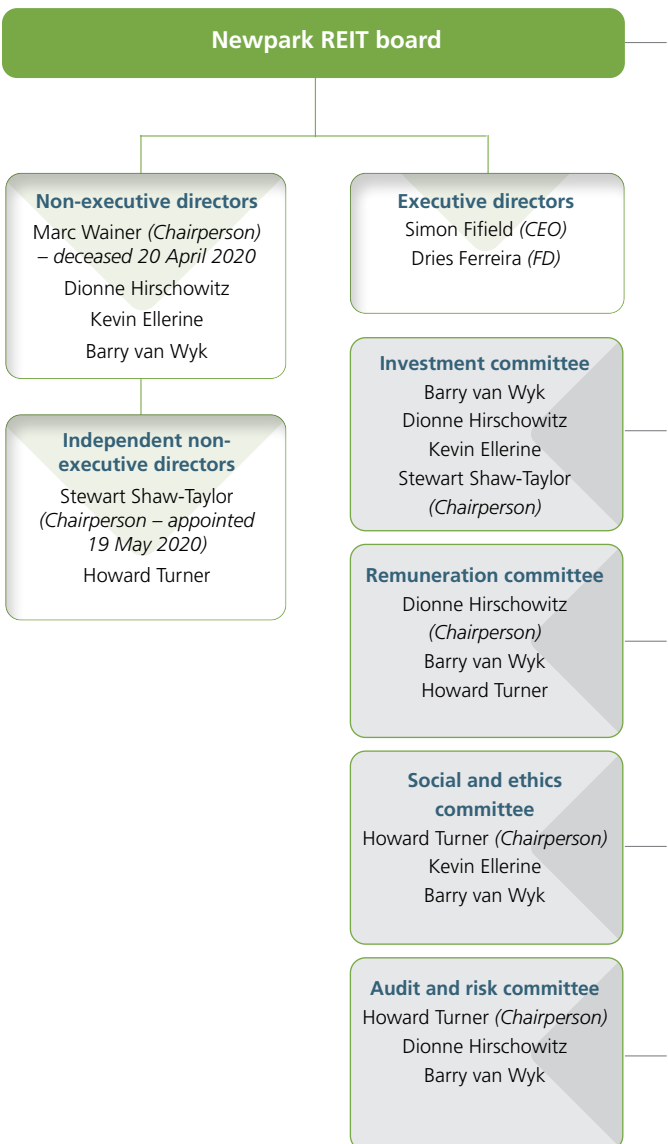 Newpark REIT board
Non-executive directors
Marc Wainer (Chairperson)
– deceased 20 April 2020
Dionne Hirschowitz
Kevin Ellerine
Barry van Wyk
Independent non-
executive directors
Stewart Shaw-Taylor
(Chairperson – appointed
19 May 2020)
Howard Turner
Executive directors
Simon Fifield (CEO)
Dries Ferreira (FD)
Investment committee
Barry van Wyk
Dionne Hirschowitz
Kevin Ellerine
Stewart Shaw-Taylor
(Chairperson)
Remuneration committee
Dionne Hirschowitz
(Chairperson)
Barry van Wyk
Howard Turner
Social and ethics
committee
Howard Turner (Chairperson)
Kevin Ellerine
Barry van Wyk
Audit and risk committee
Howard Turner (Chairperson)
Dionne Hirschowitz
Barry van Wyk